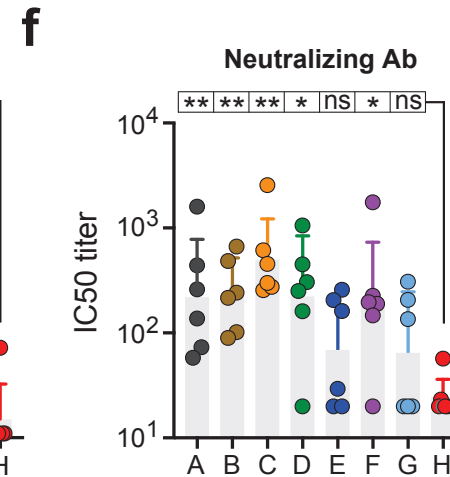 f
Neutralizing Ab
** ** ** * ns * ns
10⁴
10³
10²
10¹
IC50 titer
A B C D E F G H
H